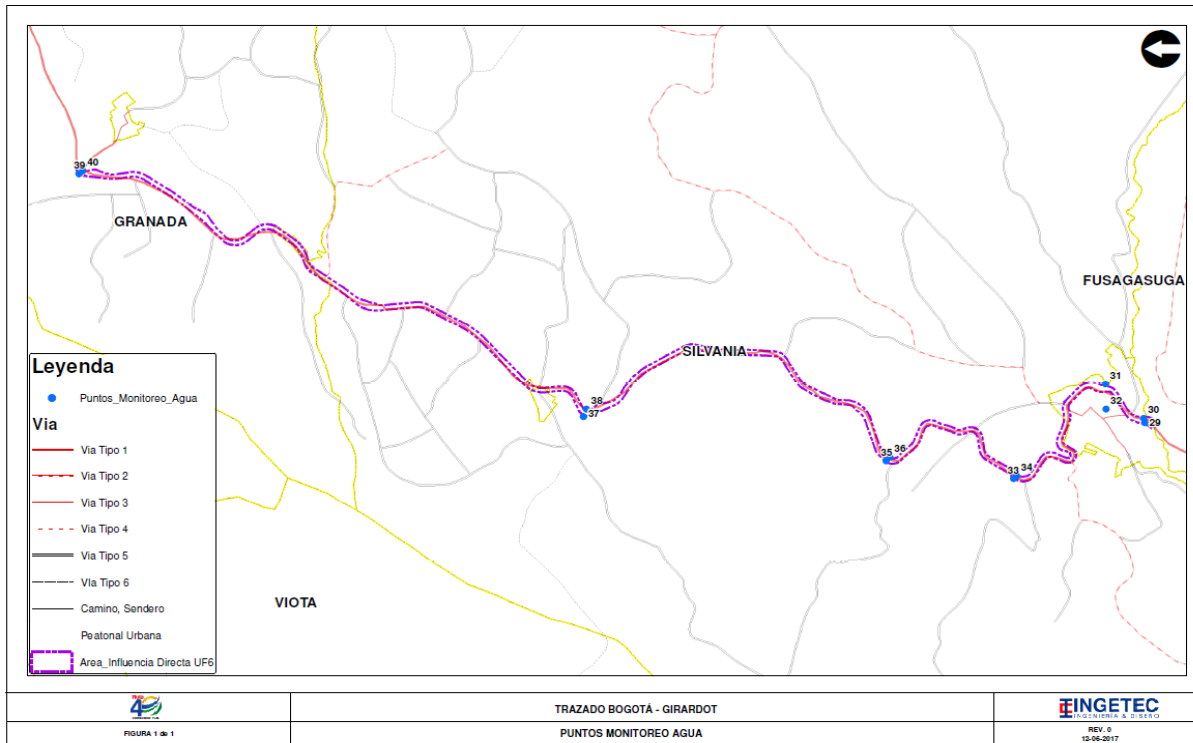 39 40
GRANADA
FUSAGASUGA
SILVANIA
31
32
30
29
38
37
35 36
33 34
VIOTA
Leyenda
Puntos_Monitoreo_Agua
Via
Via Tipo 1
Via Tipo 2
Via Tipo 3
Via Tipo 4
Via Tipo 5
VIa Tipo 6
Camino, Sendero
Peatonal Urbana
Area_Influencia Directa UF6
40
FIGURA 1 de 1
TRAZADO BOGOTÁ - GIRARDOT
PUNTOS MONITOREO AGUA
INGETEC
INGENIERÍA & DISEÑO
REV. 0
12-06-2017